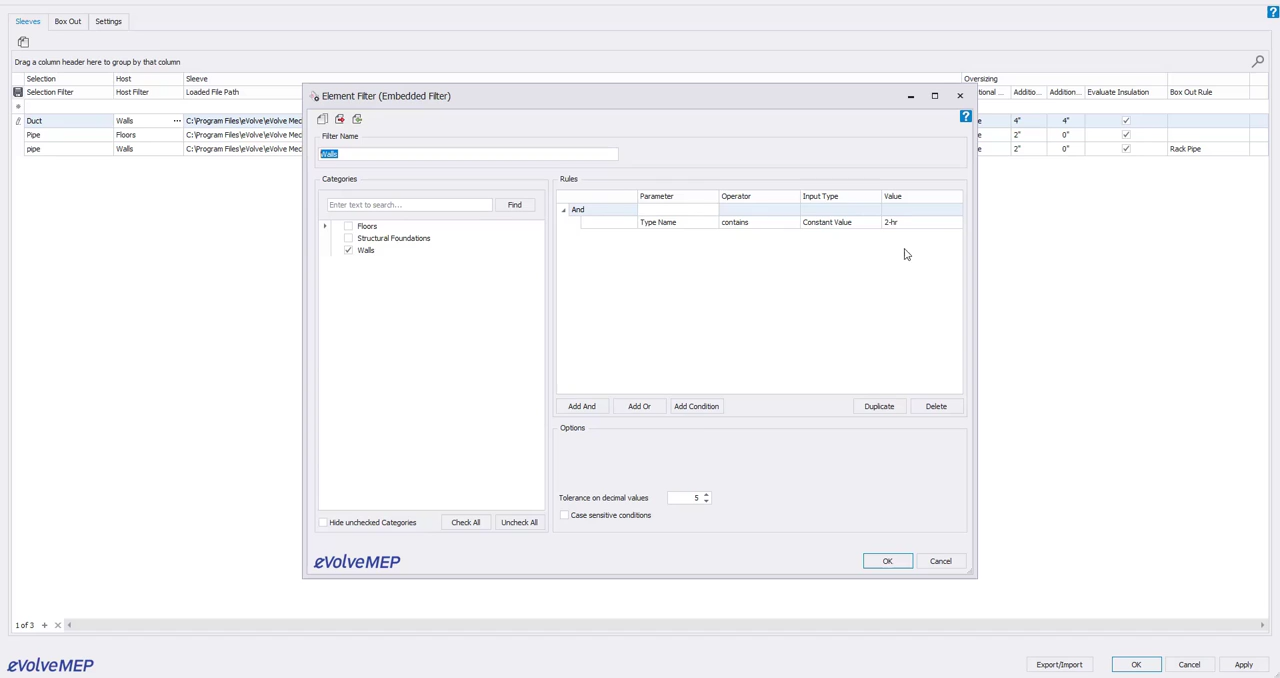 Sleeves Box Out Settings
?
Drag a column header here to group by that column
Selection Host Sleeve Oversizing
Selection Filter Host Filter Loaded File Path tional ... Additio... Addition... Evaluate Insulation Box Out Rule
Duct Walls ... C:\Program Files\eVolve\eVolve Mec e 4" 4"
Pipe Floors C:\Program Files\eVolve\eVolve Mec e 2" 0"
pipe Walls C:\Program Files\eVolve\eVolve Mec e 2" 0" Rack Pipe
Element Filter (Embedded Filter)
?
Filter Name
Walls
Categories
Enter text to search... Find
Floors
Structural Foundations
Walls
Hide unchecked Categories Check All Uncheck All
Rules
Parameter Operator Input Type Value
And
Type Name contains Constant Value 2-hr
Add And Add Or Add Condition Duplicate Delete
Options
Tolerance on decimal values 5
Case sensitive conditions
eVolveMEP
OK Cancel
1 of 3
eVolveMEP
Export/Import OK Cancel Apply